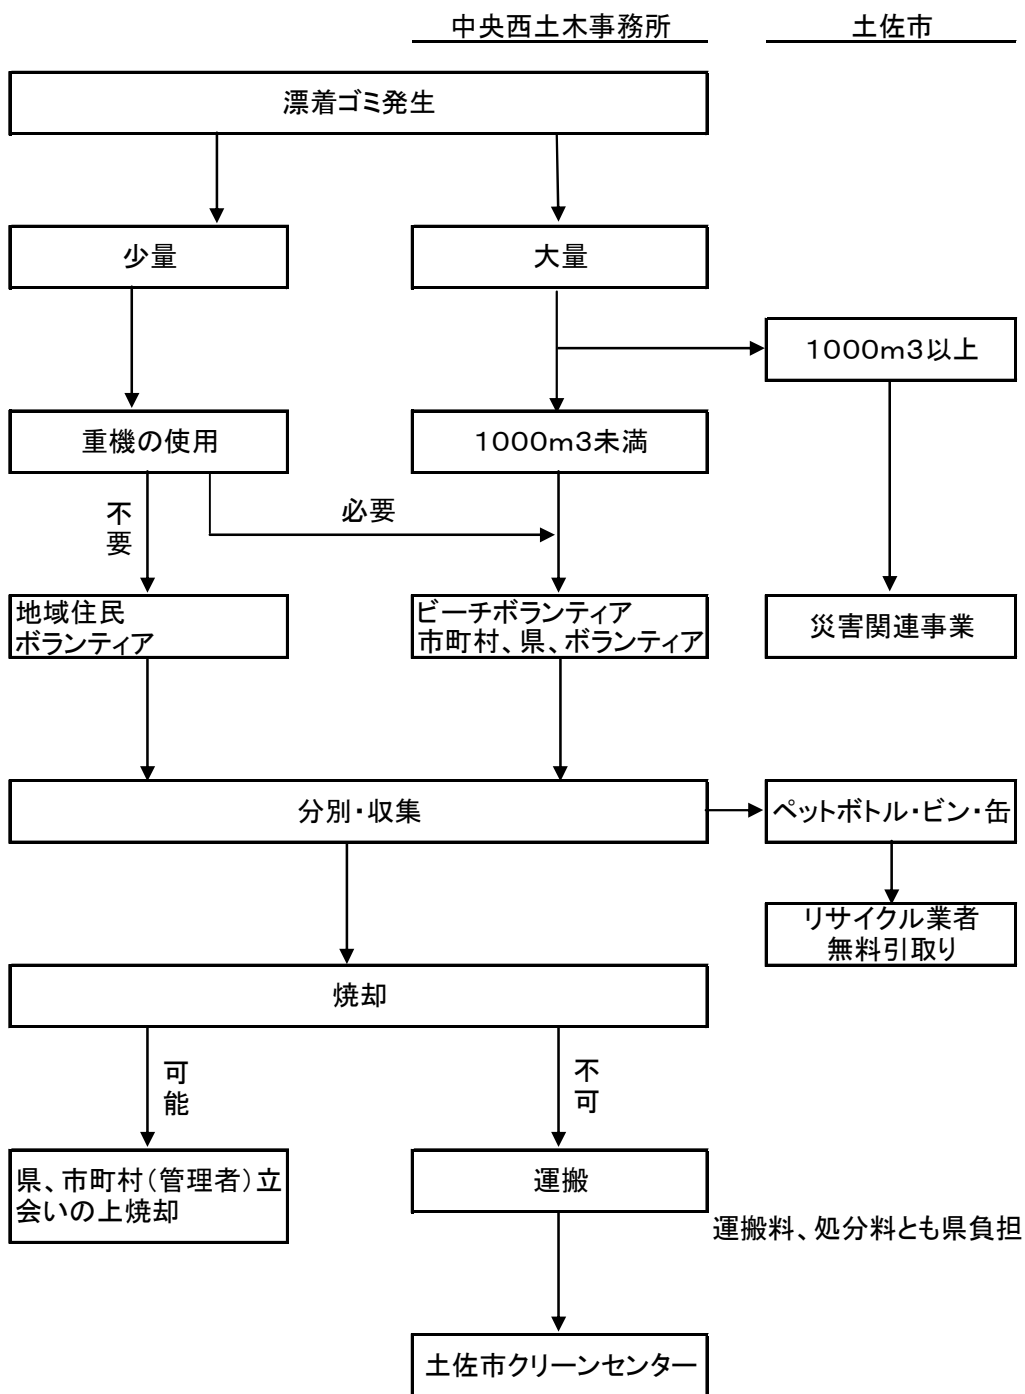 中央西土木事務所
土佐市
漂着ゴミ発生
少量
大量
1000m3以上
重機の使用
1000m3未満
不要
必要
地域住民
ボランティア
ビーチボランティア
市町村、県、ボランティア
災害関連事業
分別・収集
ペットボトル・ビン・缶
リサイクル業者
無料引取り
焼却
可能
不可
県、市町村(管理者)立
会いの上焼却
運搬
運搬料、処分料とも県負担
土佐市クリーンセンター